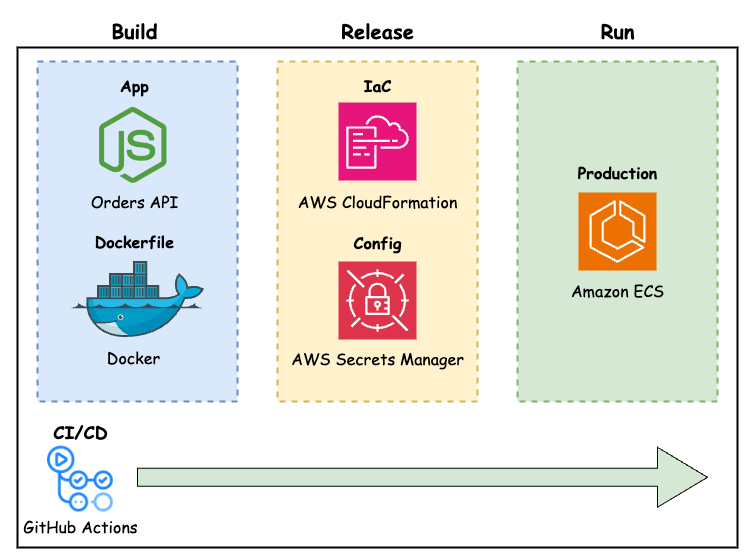 Build
Release
Run
App
JS
Orders API
Dockerfile
Docker
IaC
AWS CloudFormation
Config
AWS Secrets Manager
Production
Amazon ECS
CI/CD
GitHub Actions